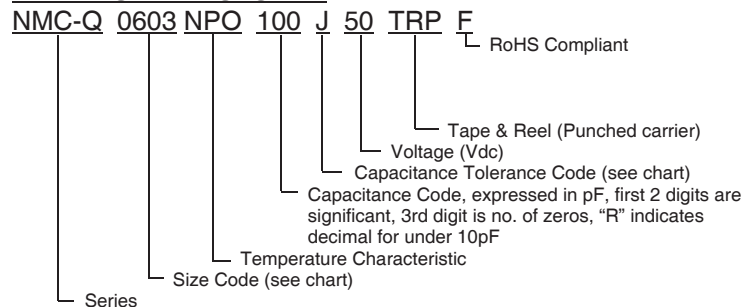 NMC-Q 0603 NPO 100 J 50 TRP F
RoHS Compliant
Tape & Reel (Punched carrier)
Voltage (Vdc)
Capacitance Tolerance Code (see chart)
Capacitance Code, expressed in pF, first 2 digits are
significant, 3rd digit is no. of zeros, “R” indicates
decimal for under 10pF
Temperature Characteristic
Size Code (see chart)
Series